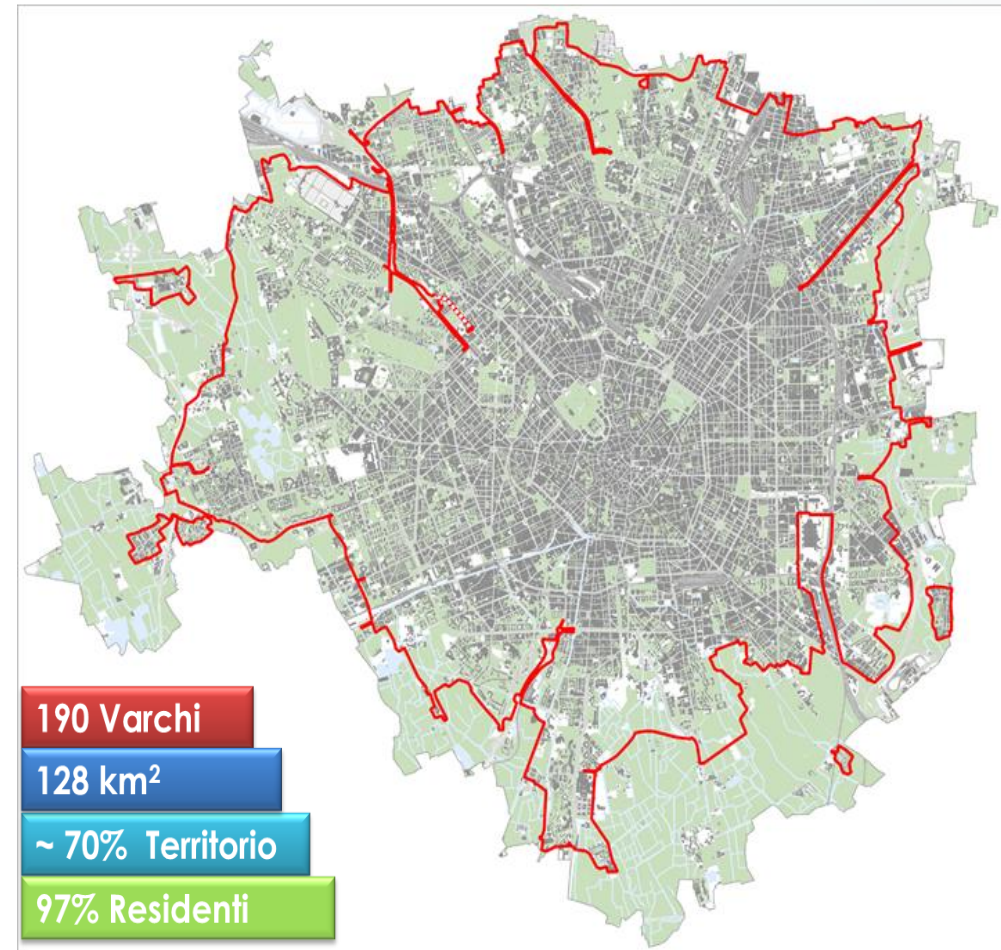 190 Varchi
128 km²
~ 70% Territorio
97% Residenti